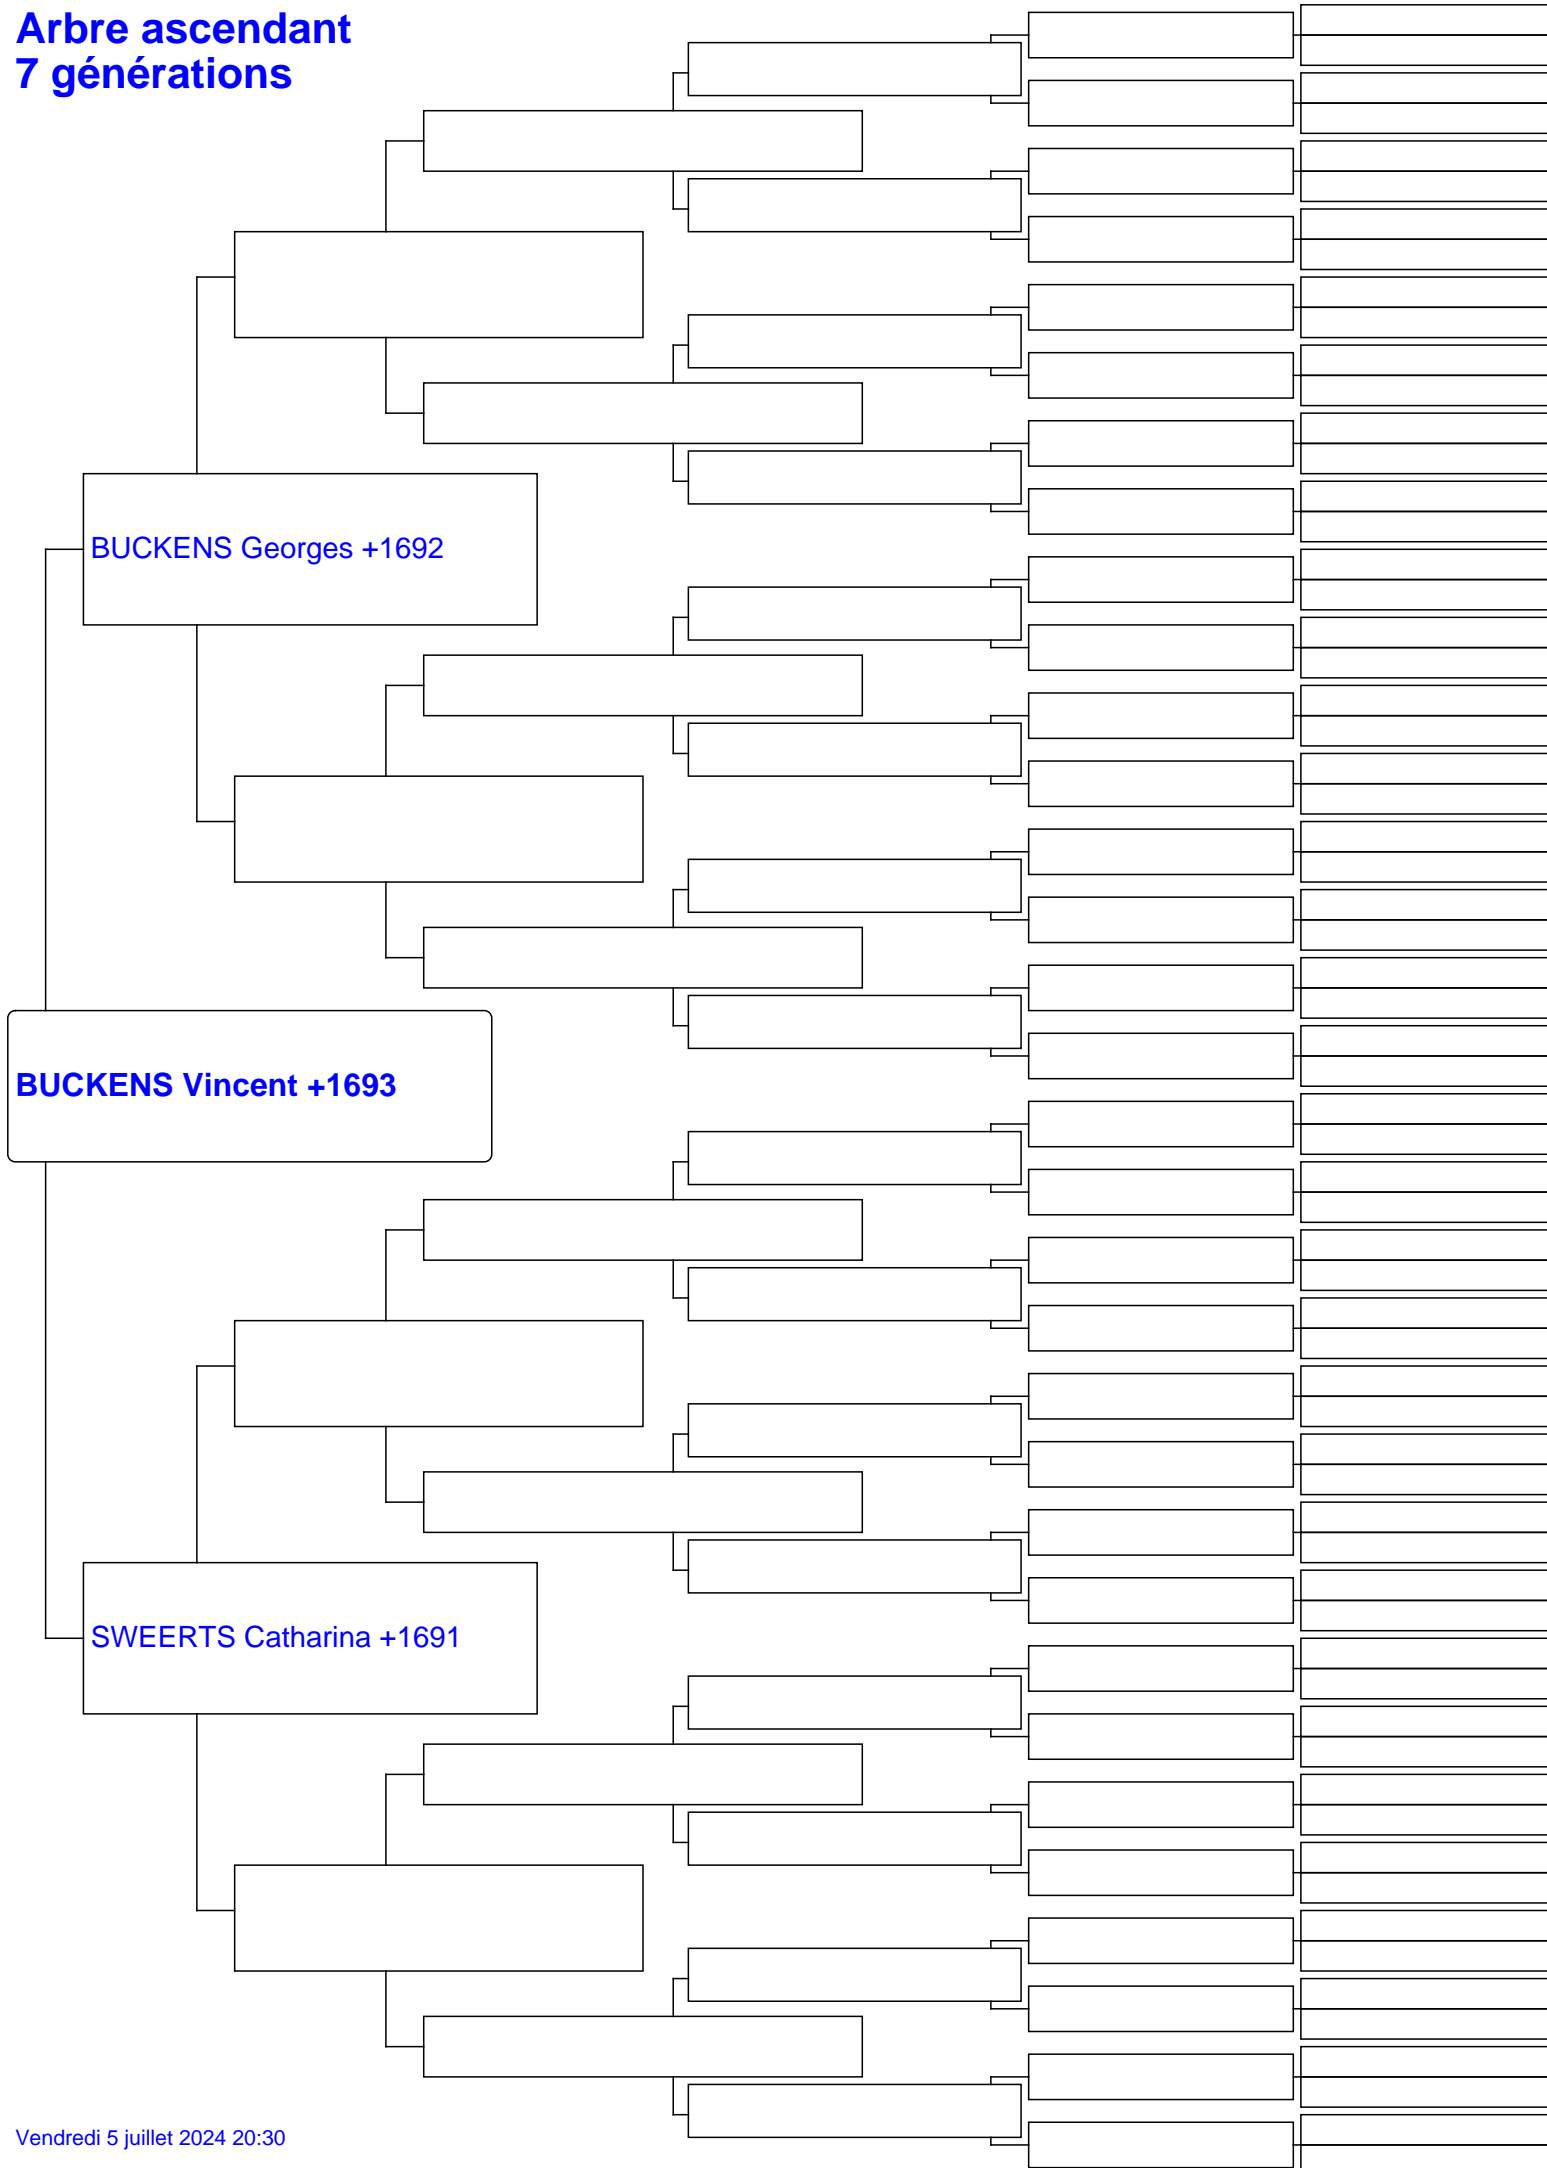 Arbre ascendant
7 générations
BUCKENS Georges +1692
BUCKENS Vincent +1693
SWEERTS Catharina +1691
Vendredi 5 juillet 2024 20:30